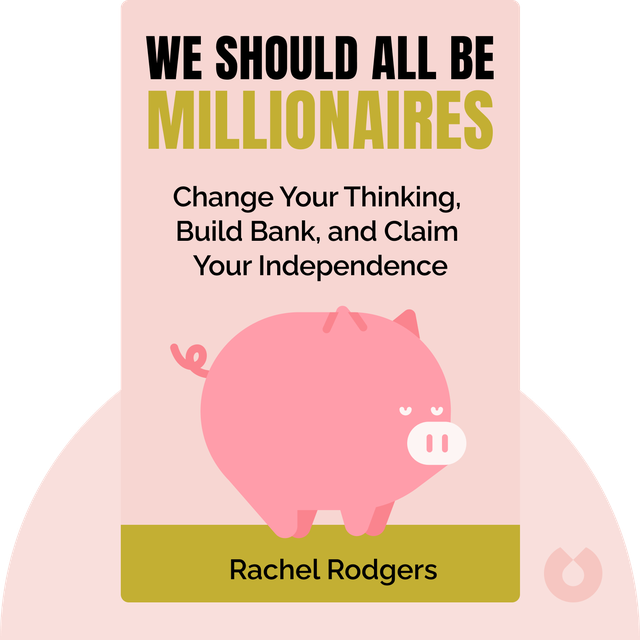 WE SHOULD ALL BE
MILLIONAIRES
Change Your Thinking,
Build Bank, and Claim
Your Independence
Rachel Rodgers